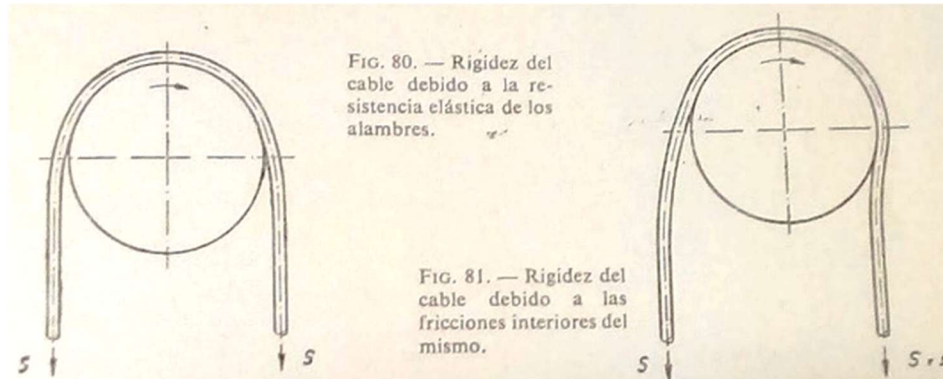 FIG. 80. — Rigidez del
cable debido a la re-
sistencia elástica de los
alambres.
S
S
FIG. 81. — Rigidez del
cable debido a las
fricciones interiores del
mismo.
S